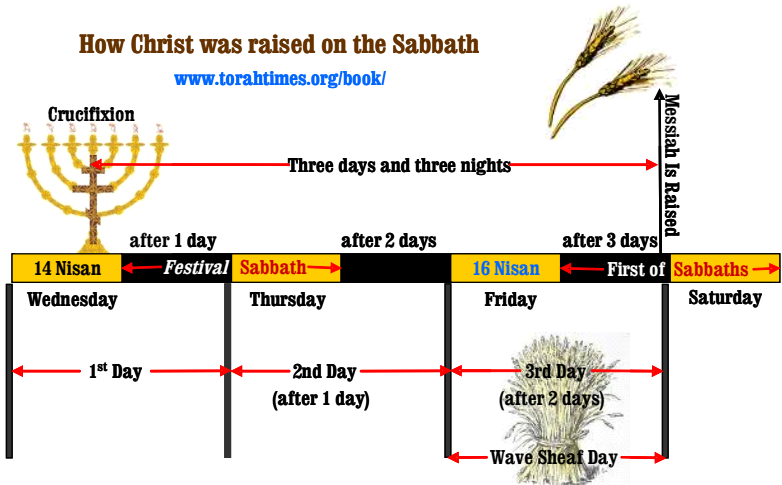 How Christ was raised on the Sabbath
www.torahtimes.org/book/
Crucifixion
Messiah Is Raised
Three days and three nights
after 1 day
after 2 days
after 3 days
14 Nisan
Festival
Sabbath
16 Nisan
First of
Sabbaths
Wednesday
Thursday
Friday
Saturday
1st Day
2nd Day
(after 1 day)
3rd Day
(after 2 days)
Wave Sheaf Day